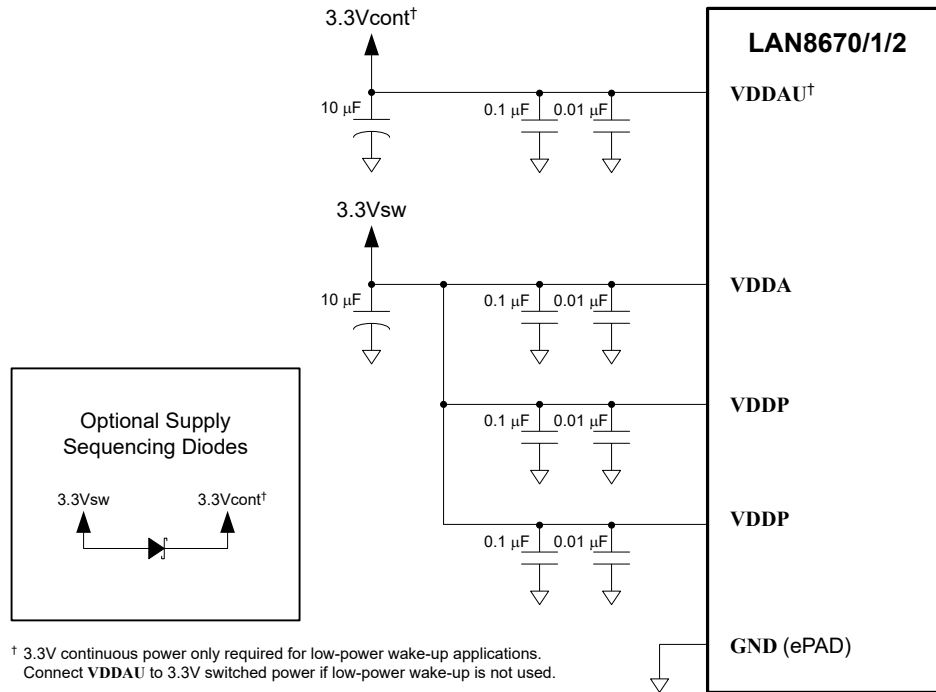 3.3Vcont†
LAN8670/1/2
VDDAU†
10 μF
0.1 μF
0.01 μF
3.3Vsw
VDDA
10 μF
0.1 μF
0.01 μF
VDDP
0.1 μF
0.01 μF
Optional Supply
Sequencing Diodes
3.3Vsw
3.3Vcont†
VDDP
0.1 μF
0.01 μF
GND (ePAD)
† 3.3V continuous power only required for low-power wake-up applications.
Connect VDDAU to 3.3V switched power if low-power wake-up is not used.